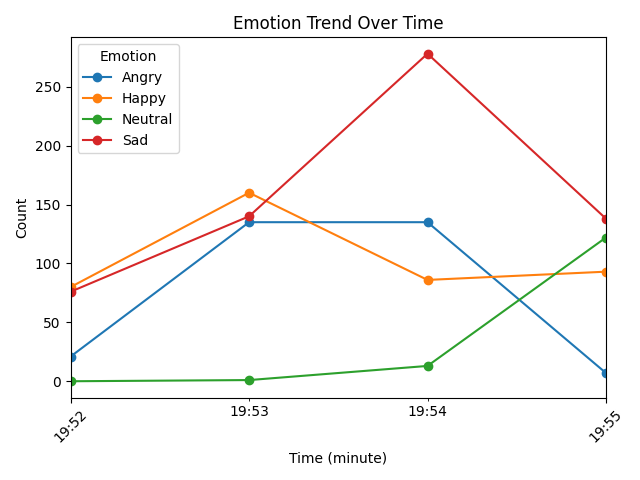 Emotion Trend Over Time
Emotion
Angry
Happy
Neutral
Sad
Count
250
200
150
100
50
0
19:52
19:53
19:54
19:55
Time (minute)